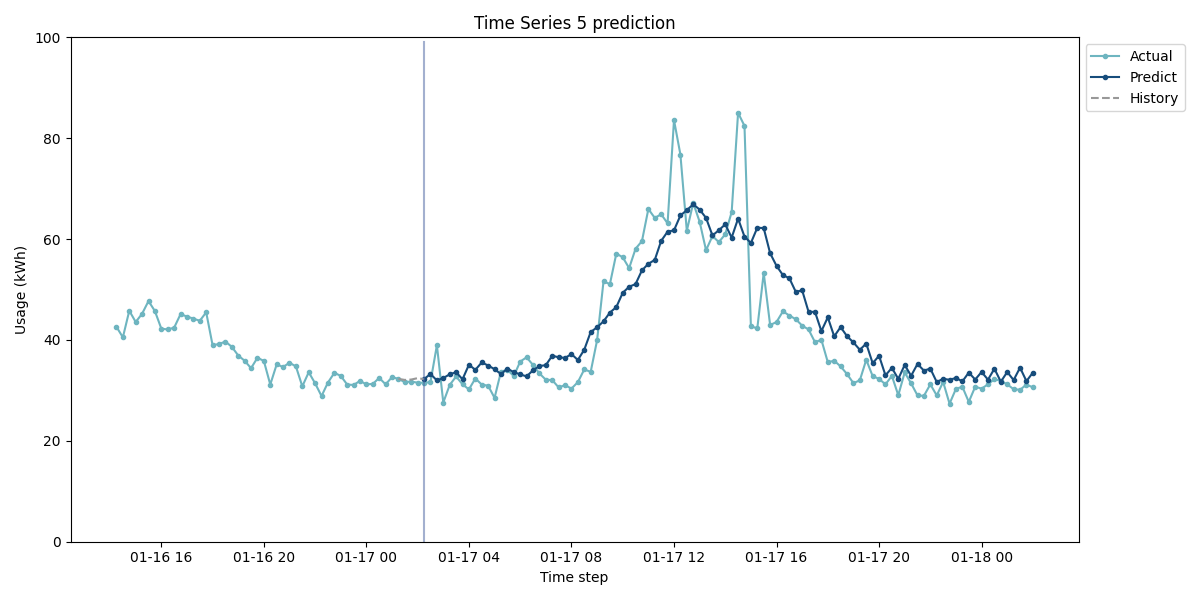 Time Series 5 prediction
100
80
60
40
20
0
Usage (kWh)
01-16 16
01-16 20
01-17 00
01-17 04
01-17 08
01-17 12
01-17 16
01-17 20
01-18 00
Time step
Actual
Predict
History